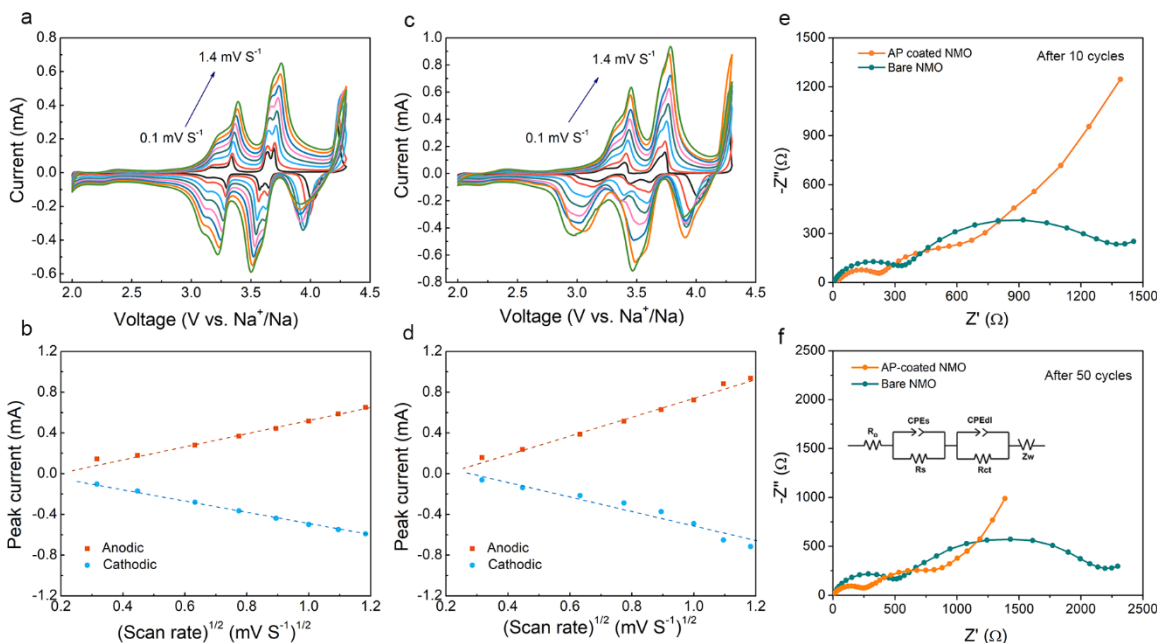 a
0.8
0.6
0.4
0.2
0.0
-0.2
-0.4
-0.6
Current (mA)
1.4 mV S⁻¹
0.1 mV S⁻¹
2.0 2.5 3.0 3.5 4.0 4.5
Voltage (V vs. Na⁺/Na)
c
1.0
0.8
0.6
0.4
0.2
0.0
-0.2
-0.4
-0.6
-0.8
-1.0
Current (mA)
1.4 mV S⁻¹
0.1 mV S⁻¹
2.0 2.5 3.0 3.5 4.0 4.5
Voltage (V vs. Na⁺/Na)
e
1500
1200
900
600
300
0
-Z" (Ω)
AP coated NMO
Bare NMO
After 10 cycles
0 300 600 900 1200 1500
Z' (Ω)
b
1.2
0.8
0.4
0.0
-0.4
-0.8
-1.2
Peak current (mA)
Anodic
Cathodic
0.2 0.4 0.6 0.8 1.0 1.2
(Scan rate)¹/² (mV S⁻¹)¹/²
d
1.2
0.8
0.4
0.0
-0.4
-0.8
-1.2
Peak current (mA)
Anodic
Cathodic
0.2 0.4 0.6 0.8 1.0 1.2
(Scan rate)¹/² (mV S⁻¹)¹/²
f
2500
2000
1500
1000
500
0
-Z" (Ω)
AP-coated NMO
Bare NMO
After 50 cycles
CPEs CPEdl
Rs Rct Zw
0 500 1000 1500 2000 2500
Z' (Ω)